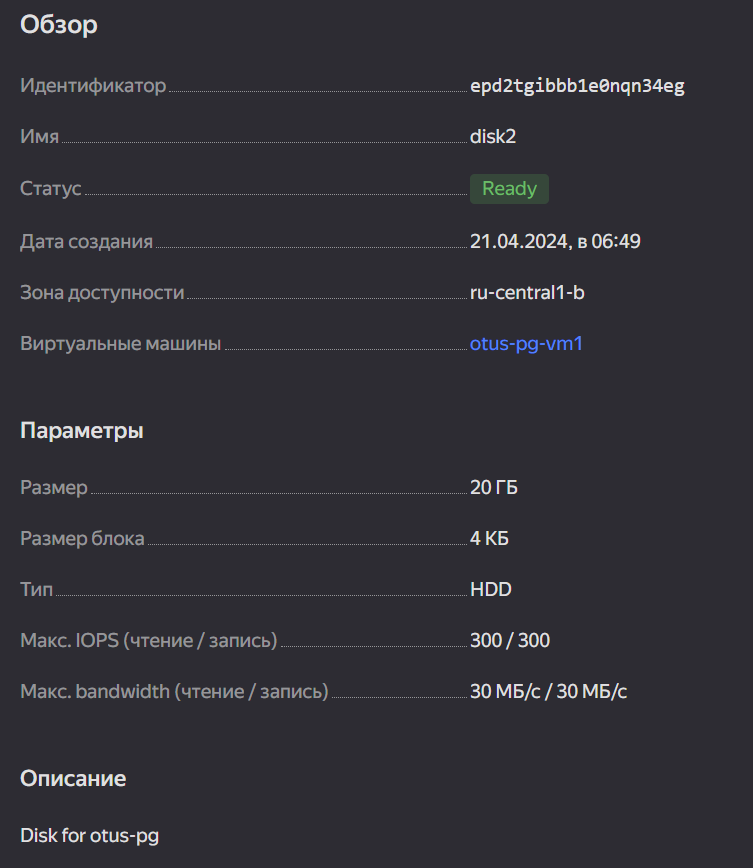 Обзор
Идентификатор epd2tgibbb1e0nqn34eg
Имя disk2
Статус Ready
Дата создания 21.04.2024, в 06:49
Зона доступности ru-central1-b
Виртуальные машины otus-pg-vm1
Параметры
Размер 20 ГБ
Размер блока 4 КБ
Тип HDD
Макс. IOPS (чтение / запись) 300 / 300
Макс. bandwidth (чтение / запись) 30 МБ/с / 30 МБ/с
Описание
Disk for otus-pg